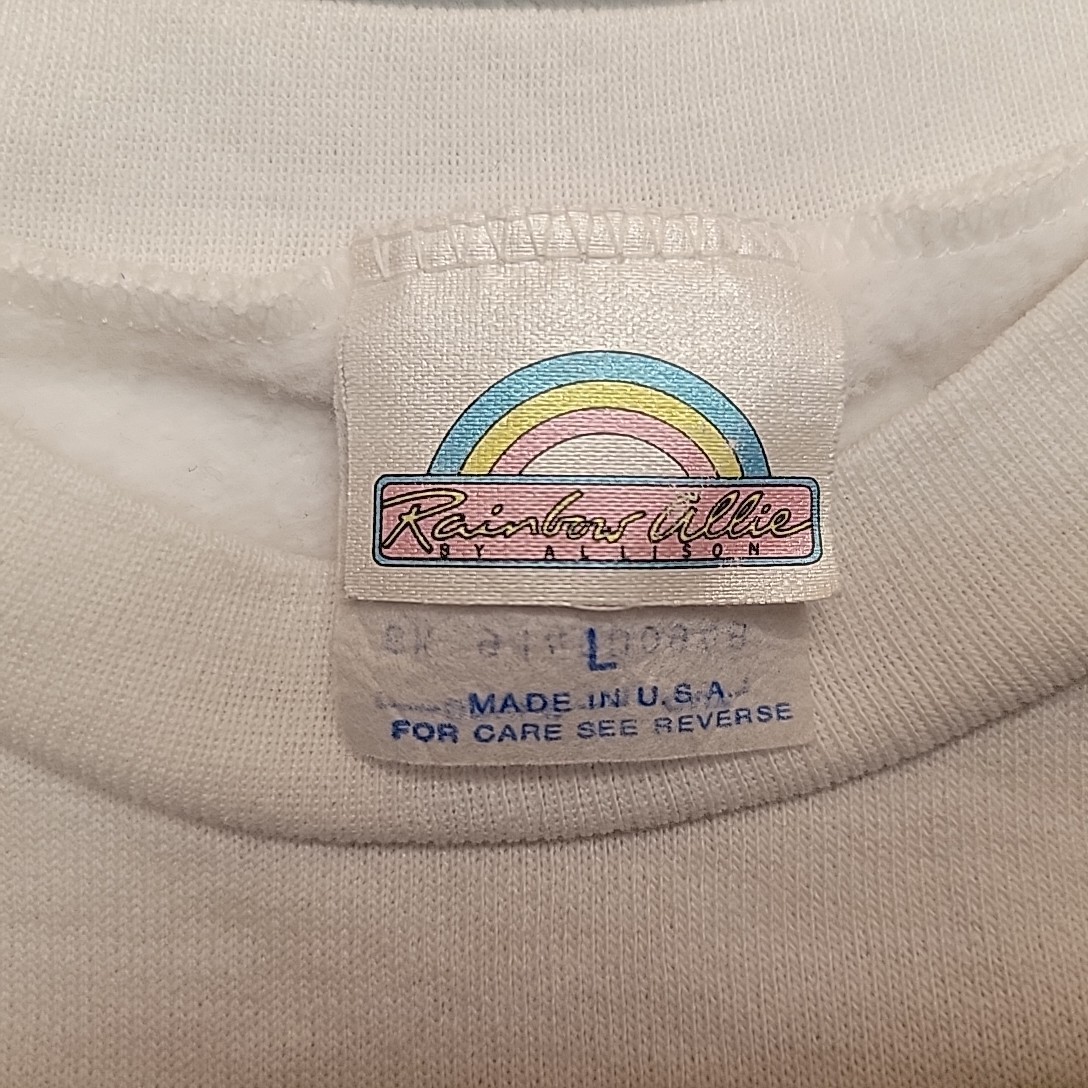 Rainbow Allie
BY ALLISON
L
MADE IN U.S.A.
FOR CARE SEE REVERSE